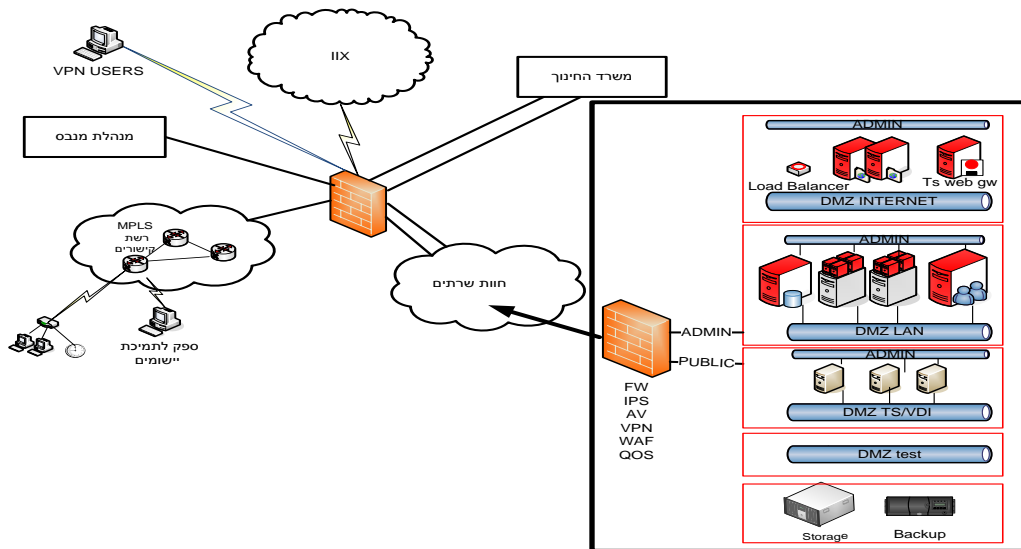 VPN USERS
IIX
משרד החינוך
מנהלת מנבס
MPLS
רשת
קישורים
ספק לתמיכת
יישומים
חוות שרתים
ADMIN
PUBLIC
FW
IPS
AV
VPN
WAF
QOS
ADMIN
Load Balancer
Ts web gw
DMZ INTERNET
ADMIN
DMZ LAN
ADMIN
DMZ TS/VDI
DMZ test
Storage
Backup